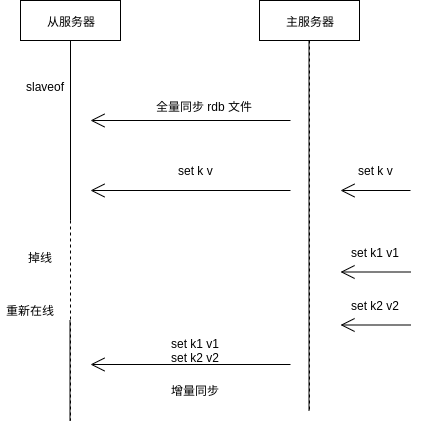 从服务器
主服务器
slaveof
全量同步 rdb 文件
set k v
set k v
掉线
set k1 v1
重新在线
set k2 v2
set k1 v1
set k2 v2
增量同步